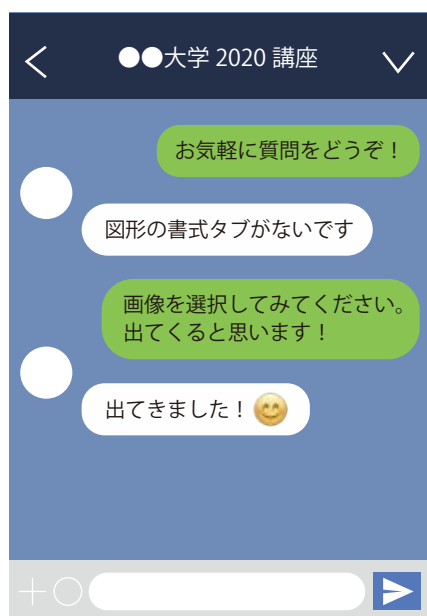 ●●大学 2020 講座
お気軽に質問をどうぞ！
図形の書式タブがないです
画像を選択してみてください。
出てくると思います！
出てきました！😊